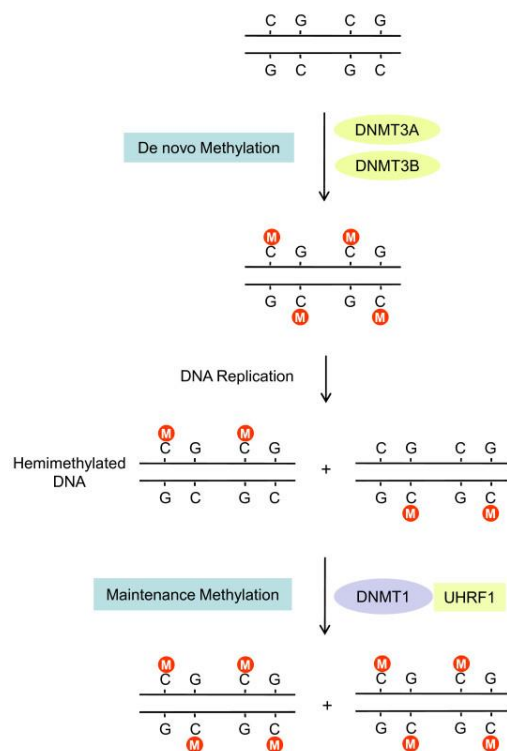 C G C G
G C G C
DNMT3A
De novo Methylation
DNMT3B
M M
C G C G
G C G C
M M
DNA Replication
M M
C G C G C G C G
Hemimethylated
DNA
+
G C G C G C G C
M M
Maintenance Methylation DNMT1 UHRF1
M M M M
C G C G C G C G
+
G C G C G C G C
M M M M